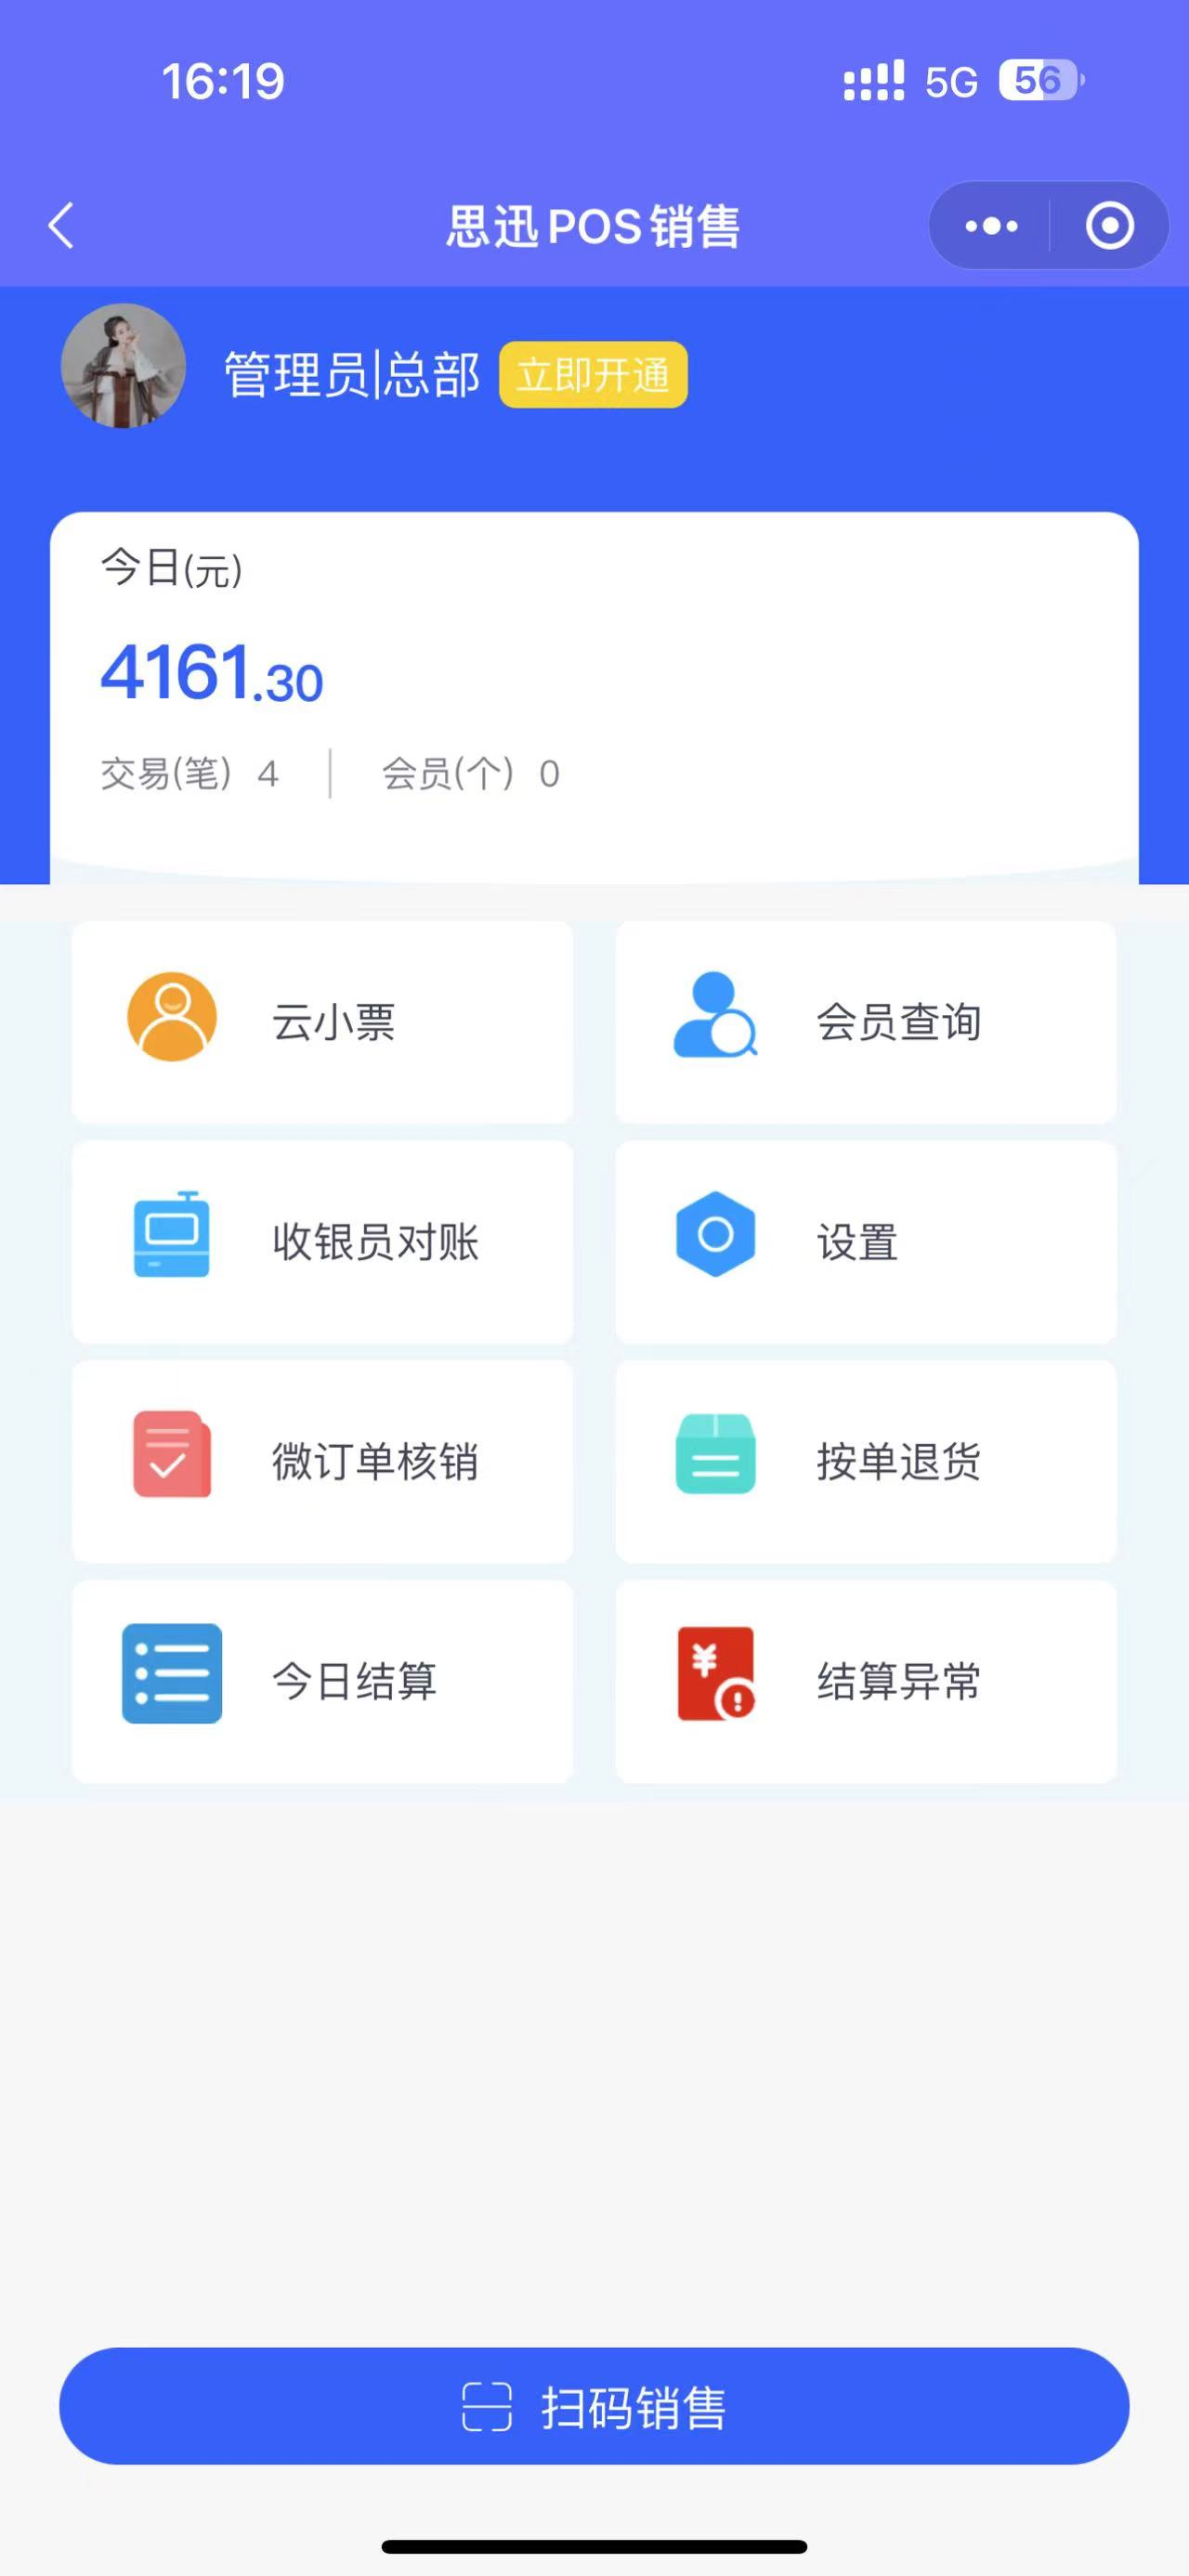 16:19 5G 56
思迅POS销售
管理员|总部 立即开通
今日(元)
4161.30
交易(笔) 4 | 会员(个) 0
云小票 会员查询
收银员对账 设置
微订单核销 按单退货
今日结算 结算异常
扫码销售